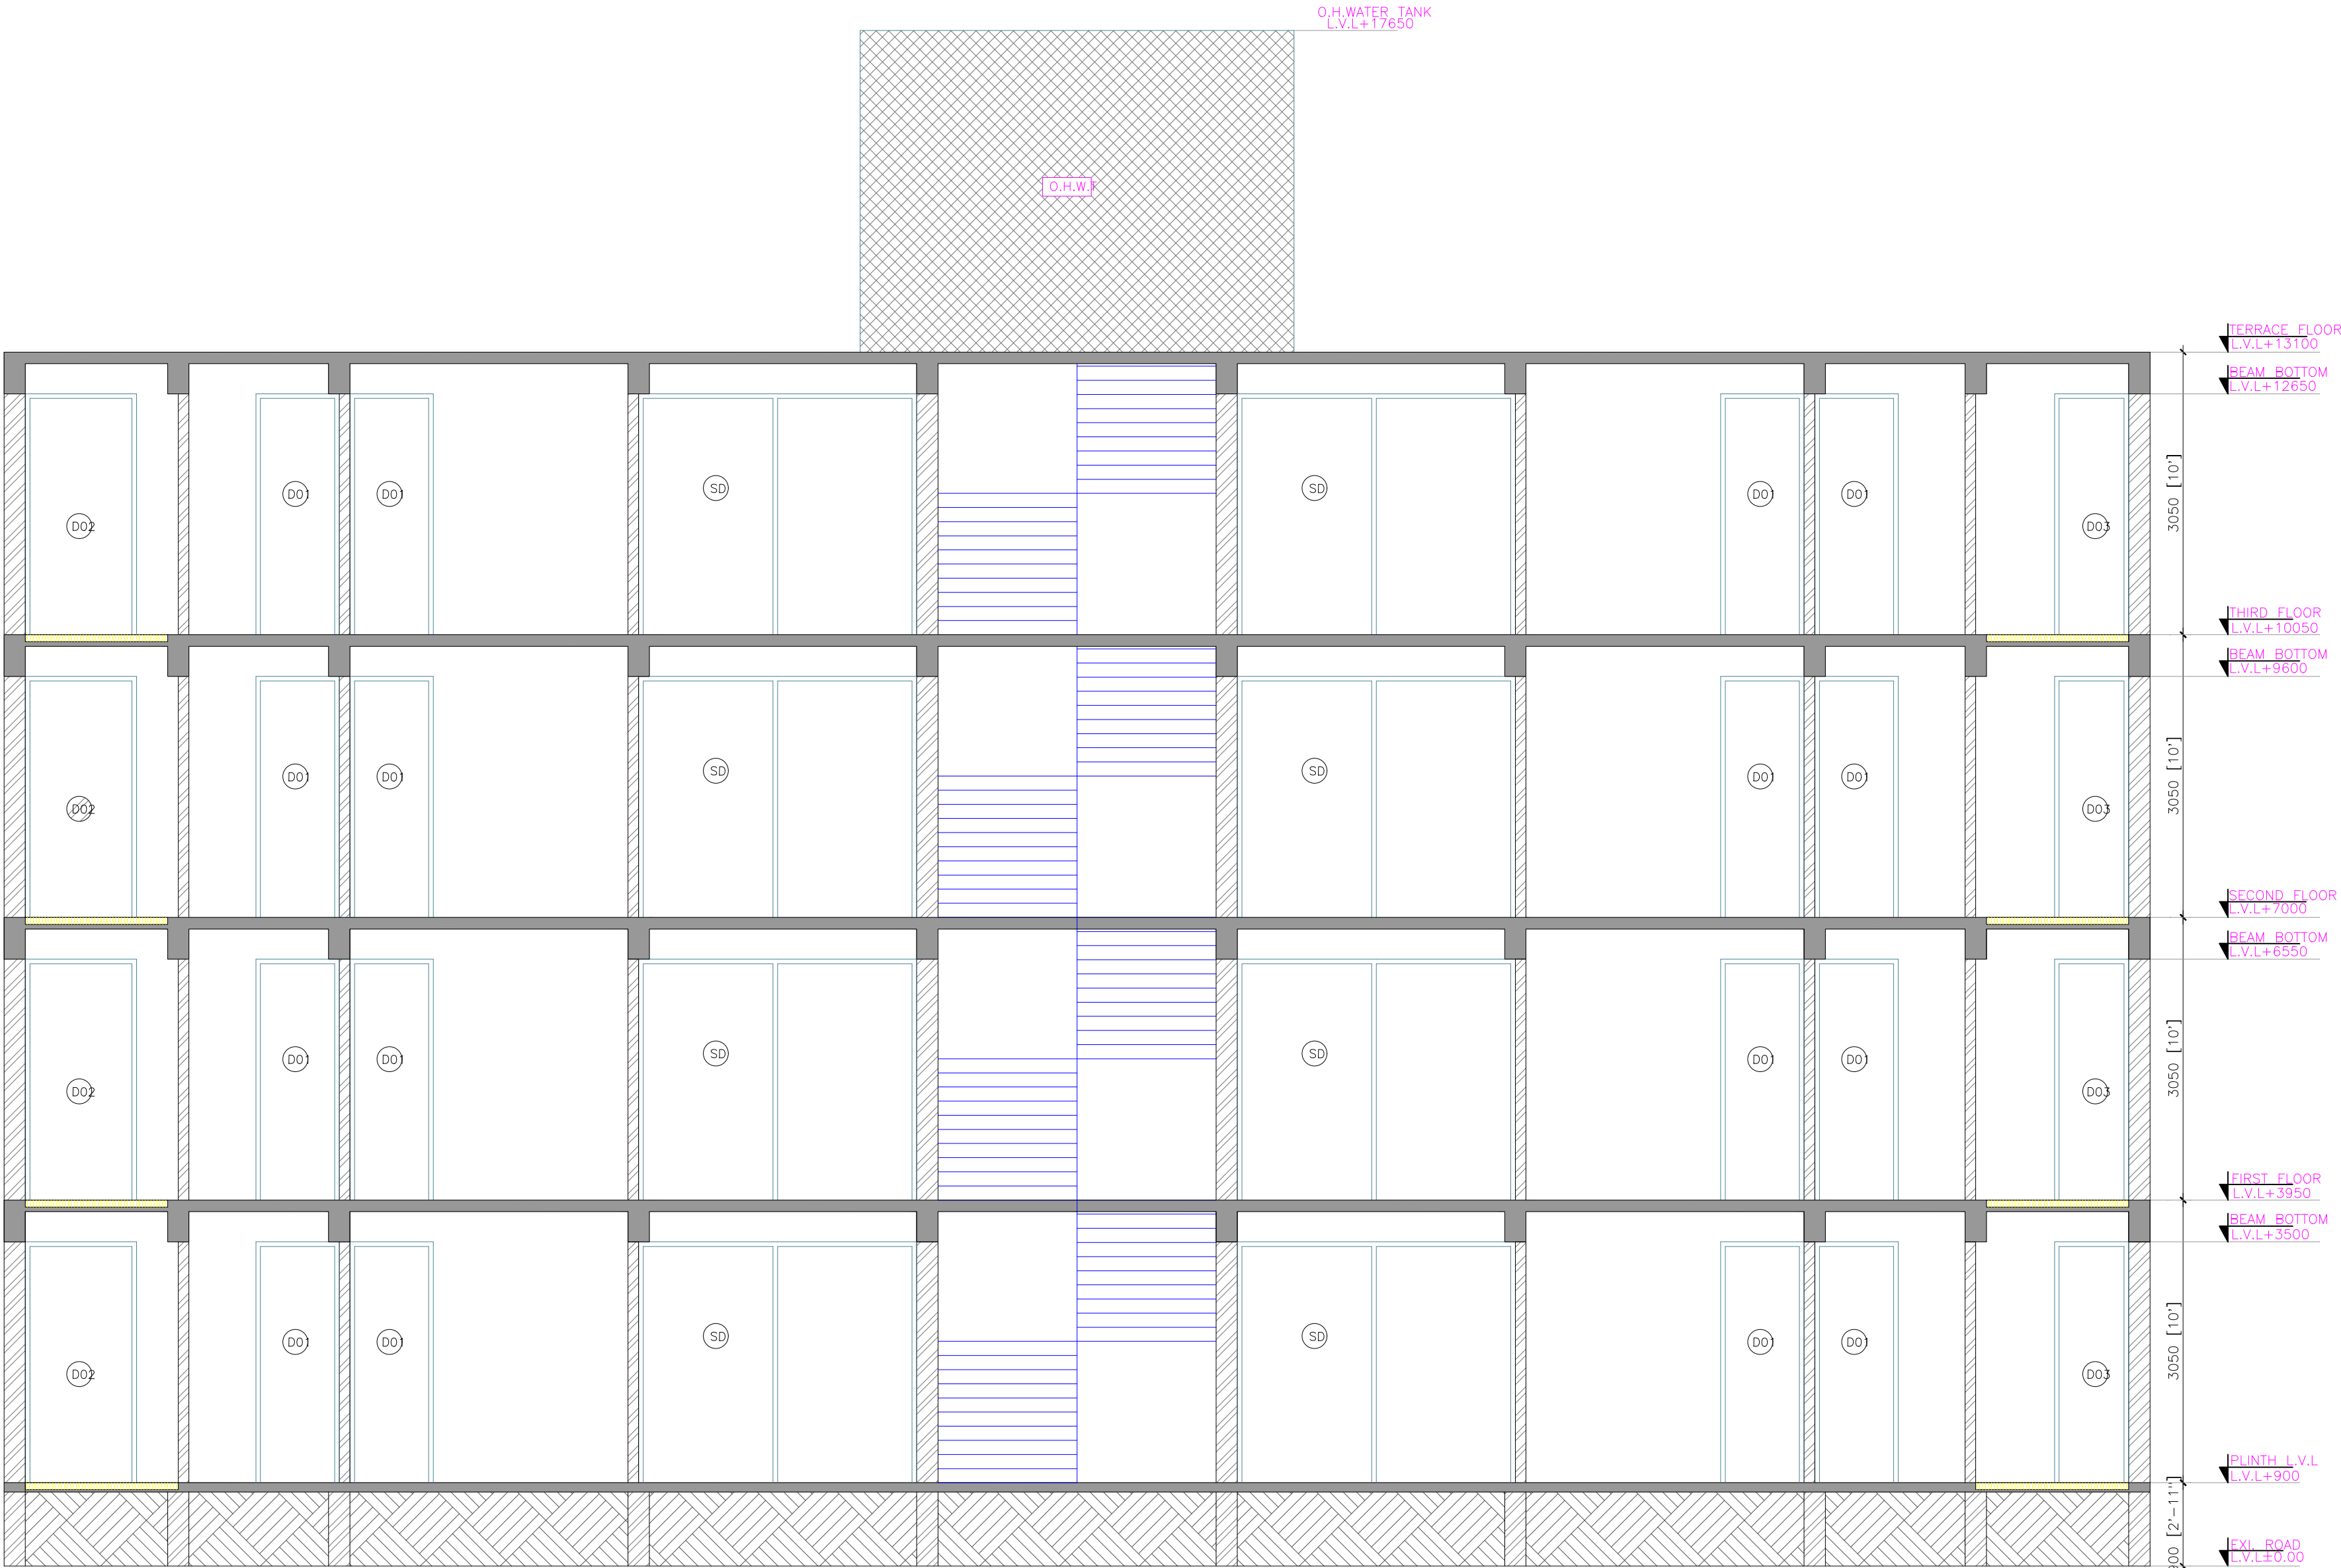 O.H.WATER TANK
L.V.L+17650
O.H.W.T
TERRACE FLOOR
L.V.L+13100
BEAM BOTTOM
L.V.L+12650
D01 D01 SD SD D01 D01
D02 D03
3050 [10']
THIRD FLOOR
L.V.L+10050
BEAM BOTTOM
L.V.L+9600
D01 D01 SD SD D01 D01
D02 D03
3050 [10']
SECOND FLOOR
L.V.L+7000
BEAM BOTTOM
L.V.L+6550
D01 D01 SD SD D01 D01
D02 D03
3050 [10']
FIRST FLOOR
L.V.L+3950
BEAM BOTTOM
L.V.L+3500
D01 D01 SD SD D01 D01
D02 D03
3050 [10']
PLINTH L.V.L
L.V.L+900
[2'-11"]
EXI. ROAD
L.V.L±0.00